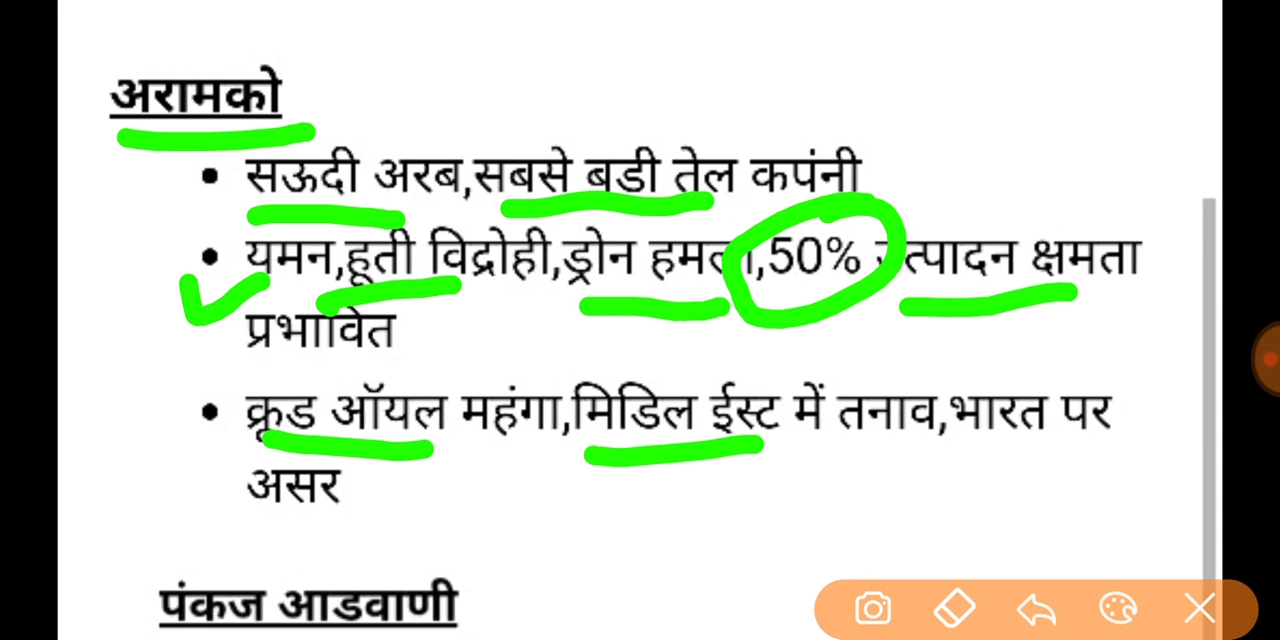 अरामको
सऊदी अरब,सबसे बडी तेल कपंनी
यमन,हूती विद्रोही,ड्रोन हमला,50% उत्पादन क्षमता
प्रभावित
क्रूड ऑयल महंगा,मिडिल ईस्ट में तनाव,भारत पर
असर
पंकज आडवाणी